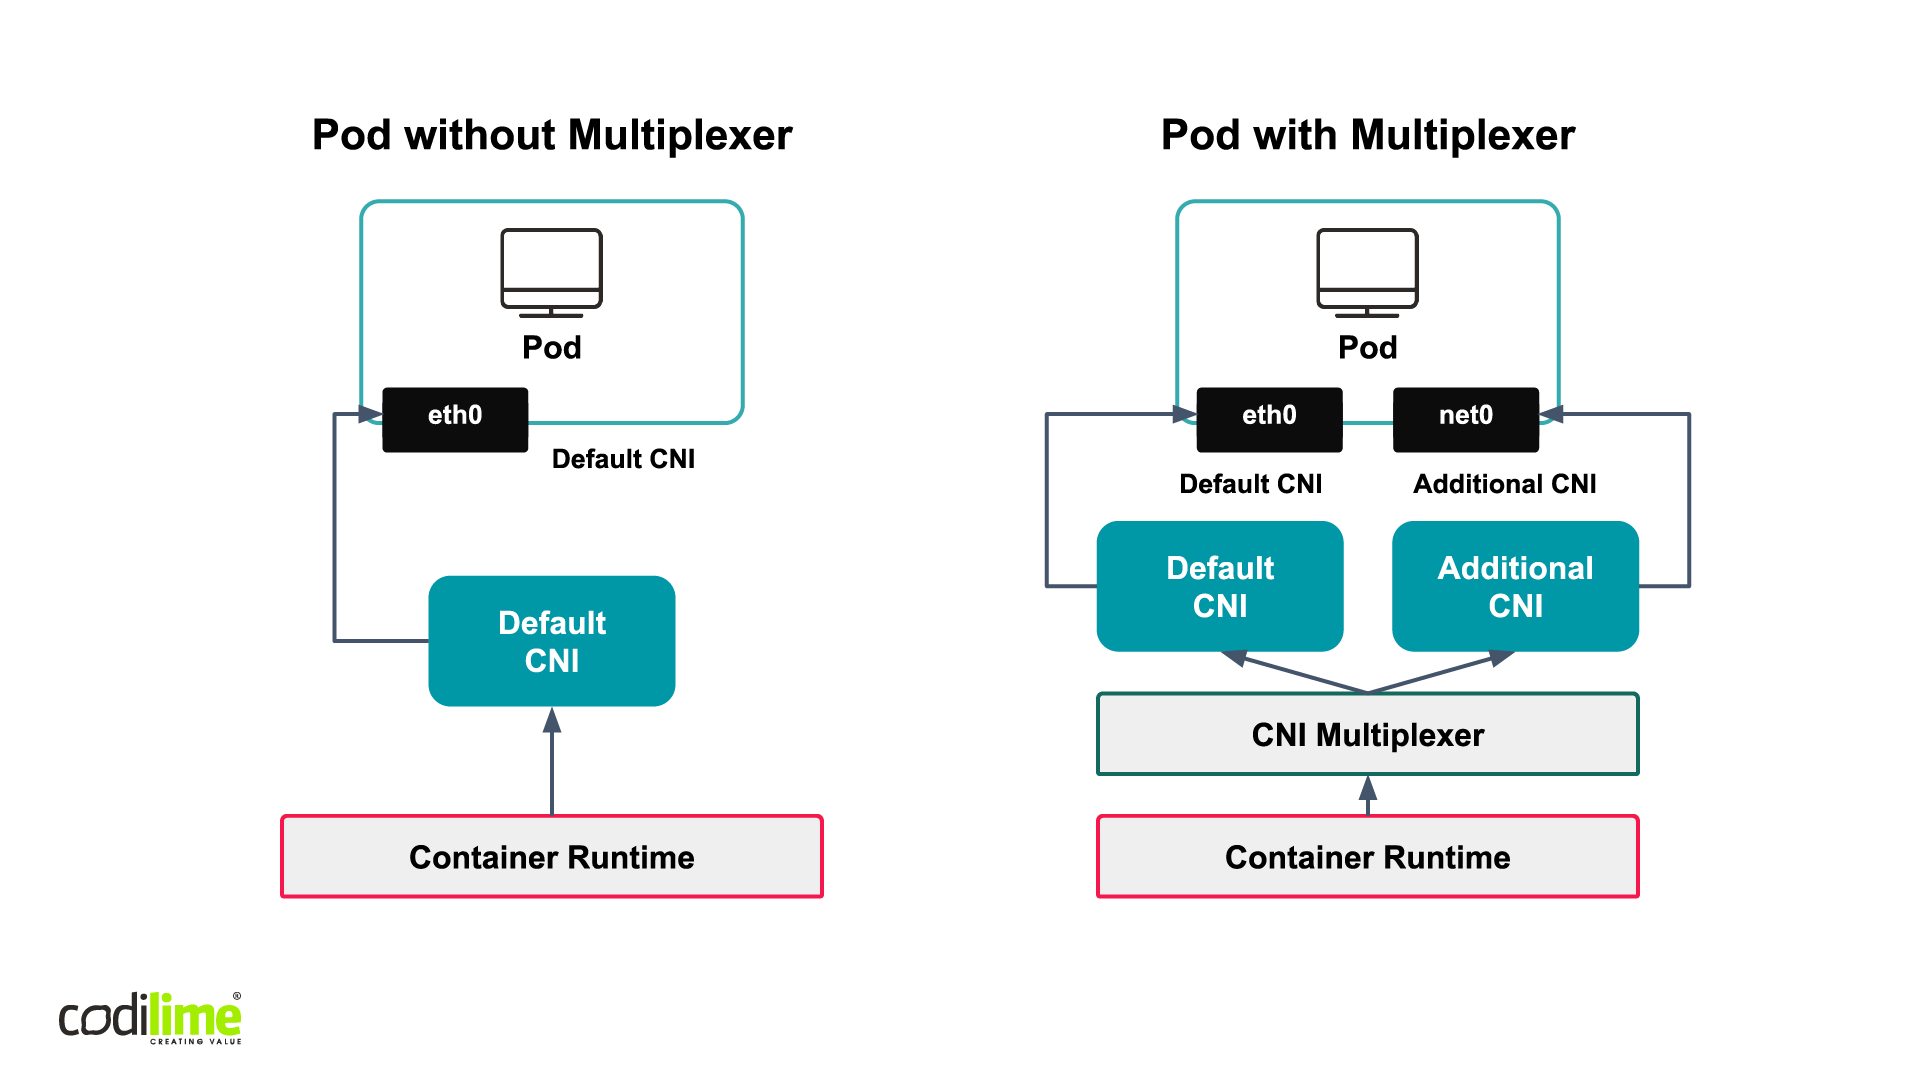 Pod without Multiplexer
Pod
eth0
Default CNI
Default
CNI
Container Runtime
Pod with Multiplexer
Pod
eth0
net0
Default CNI
Additional CNI
Default
CNI
Additional
CNI
CNI Multiplexer
Container Runtime
codilime®
CREATING VALUE